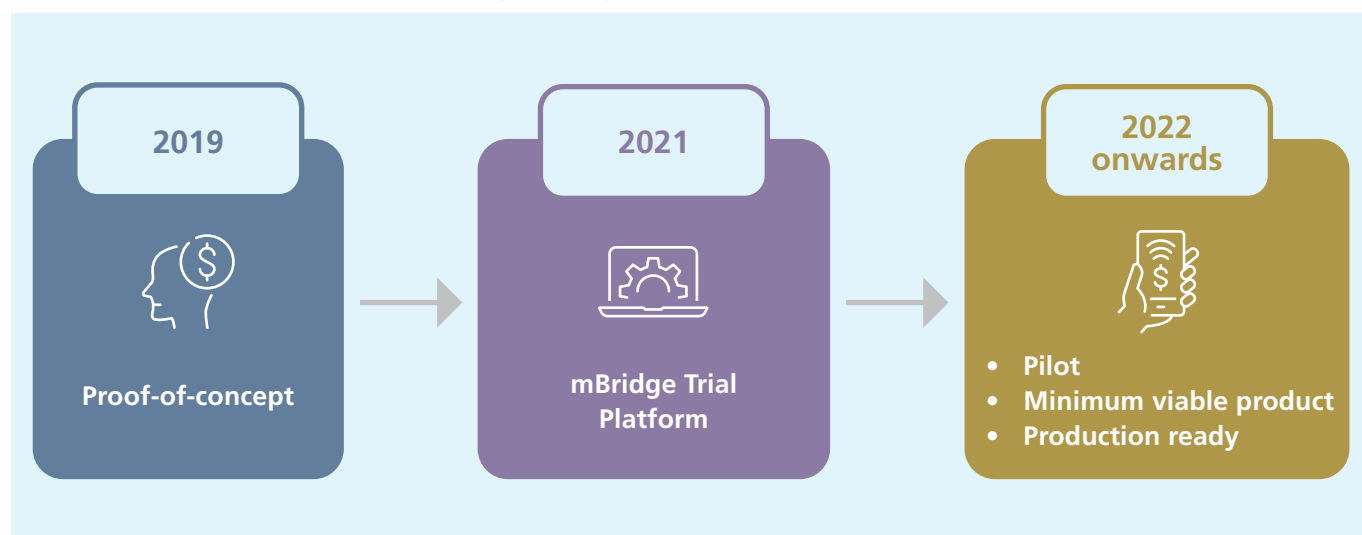 2019
Proof-of-concept
2021
mBridge Trial
Platform
2022
onwards
• Pilot
• Minimum viable product
• Production ready